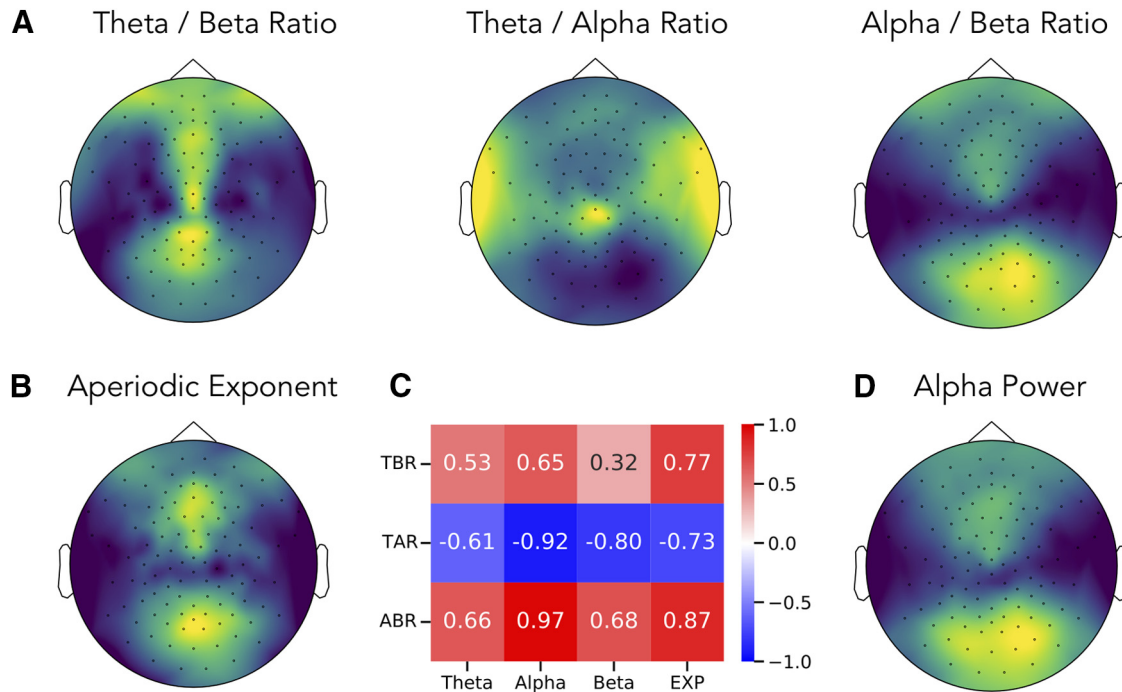 A Theta / Beta Ratio Theta / Alpha Ratio Alpha / Beta Ratio
B Aperiodic Exponent C D Alpha Power
1.0
TBR 0.53 0.65 0.32 0.77
0.5
TAR -0.61 -0.92 -0.80 -0.73 0.0
−0.5
ABR 0.66 0.97 0.68 0.87
−1.0
Theta Alpha Beta EXP